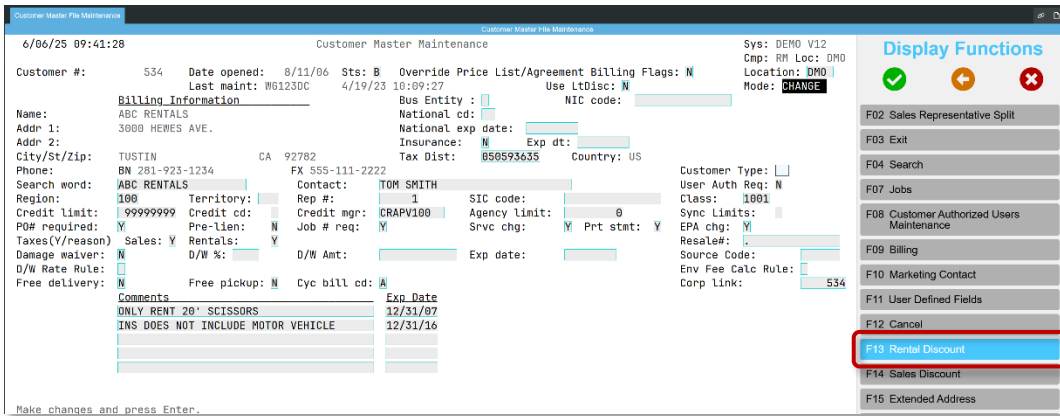 Customer Master File Maintenance
Customer Master File Maintenance
6/06/25 09:41:28 Customer Master Maintenance Sys: DEMO V12
Cmp: RM Loc: DMO
Customer #: 534 Date opened: 8/11/06 Sts: B Override Price List/Agreement Billing Flags: N Location: DMO
Last maint: WG123DC 4/19/23 10:09:27 Use LtDisc: N Mode: CHANGE
Billing Information Bus Entity : NIC code:
Name: ABC RENTALS National cd:
Addr 1: 3000 HEWES AVE. National exp date:
Addr 2: Insurance: N Exp dt:
City/St/Zip: TUSTIN CA 92782 Tax Dist: 050593635 Country: US
Phone: BN 281-923-1234 FX 555-111-2222 Customer Type:
Search word: ABC RENTALS Contact: TOM SMITH User Auth Req: N
Region: 100 Territory: Rep #: 1 SIC code: Class: 1001
Credit limit: 99999999 Credit cd: Credit mgr: CRAPV100 Agency limit: 0 Sync Limits:
PO# required: Y Pre-lien: N Job # req: Y Srvc chg: Y Prt stmt: Y EPA chg: Y
Taxes(Y/reason) Sales: Y Rentals: Y Resale#: .
Damage waiver: N D/W %: D/W Amt: Exp date: Source Code:
D/W Rate Rule: Env Fee Calc Rule:
Free delivery: N Free pickup: N Cyc bill cd: A Corp Link: 534
Comments Exp Date
ONLY RENT 20' SCISSORS 12/31/07
INS DOES NOT INCLUDE MOTOR VEHICLE 12/31/16
Make changes and press Enter.
Display Functions
F02 Sales Representative Split
F03 Exit
F04 Search
F07 Jobs
F08 Customer Authorized Users
Maintenance
F09 Billing
F10 Marketing Contact
F11 User Defined Fields
F12 Cancel
F13 Rental Discount
F14 Sales Discount
F15 Extended Address